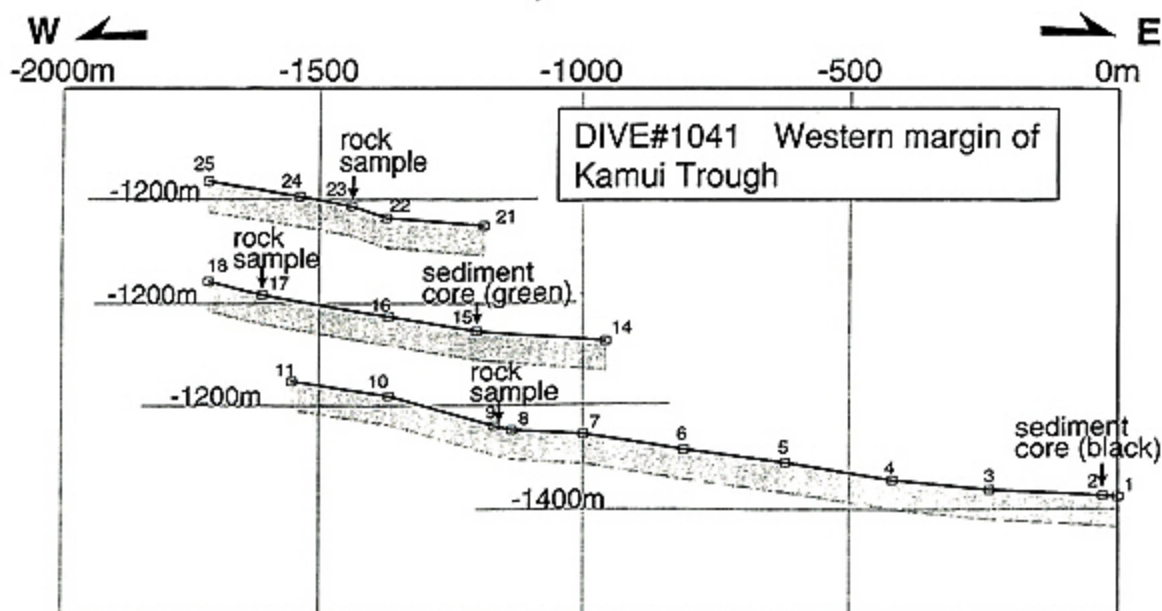 W E
-2000m -1500 -1000 -500 0m
DIVE#1041 Western margin of
Kamui Trough
rock
sample
25 24 23 22 21
-1200m
rock
sample
18 17
sediment
core (green)
-1200m
16 15 14
rock
sample
11 10 9 8 7 6 5 4 3 2 1
-1200m
sediment
core (black)
-1400m